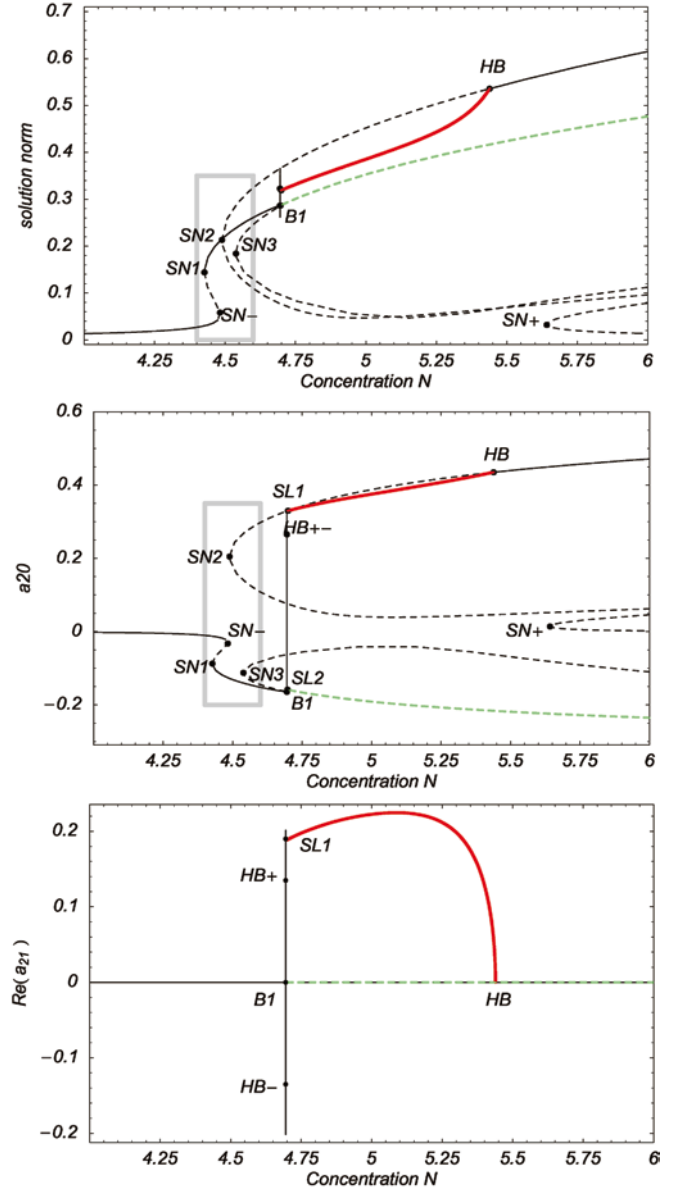 0.7
0.6
0.5
0.4
0.3
0.2
0.1
0
solution norm
HB
B1
SN2
SN3
SN1
SN−
SN+
4.25 4.5 4.75 5 5.25 5.5 5.75 6
Concentration N
0.6
0.4
0.2
0
−0.2
a20
HB
SL1
HB+−
SN2
SN−
SN+
SN1
SN3
SL2
B1
4.25 4.5 4.75 5 5.25 5.5 5.75 6
Concentration N
0.2
0.1
0
−0.1
−0.2
Re( a21 )
SL1
HB+
B1
HB
HB−
4.25 4.5 4.75 5 5.25 5.5 5.75 6
Concentration N